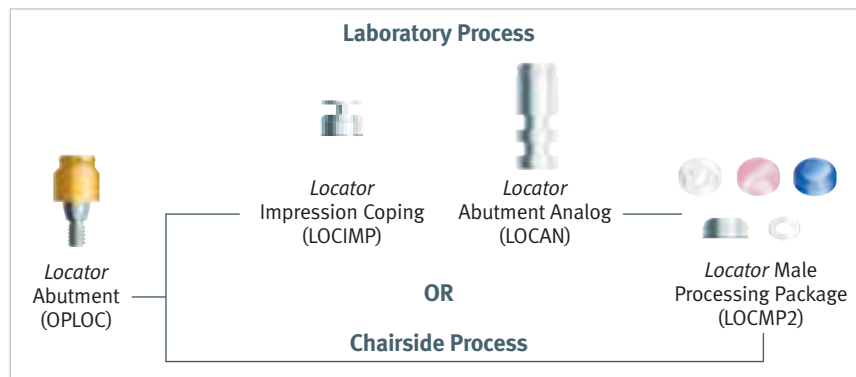 Laboratory Process
Locator
Abutment
(OPLOC)
Locator
Impression Coping
(LOCIMP)
Locator
Abutment Analog
(LOCAN)
Locator Male
Processing Package
(LOCMP2)
OR
Chairside Process